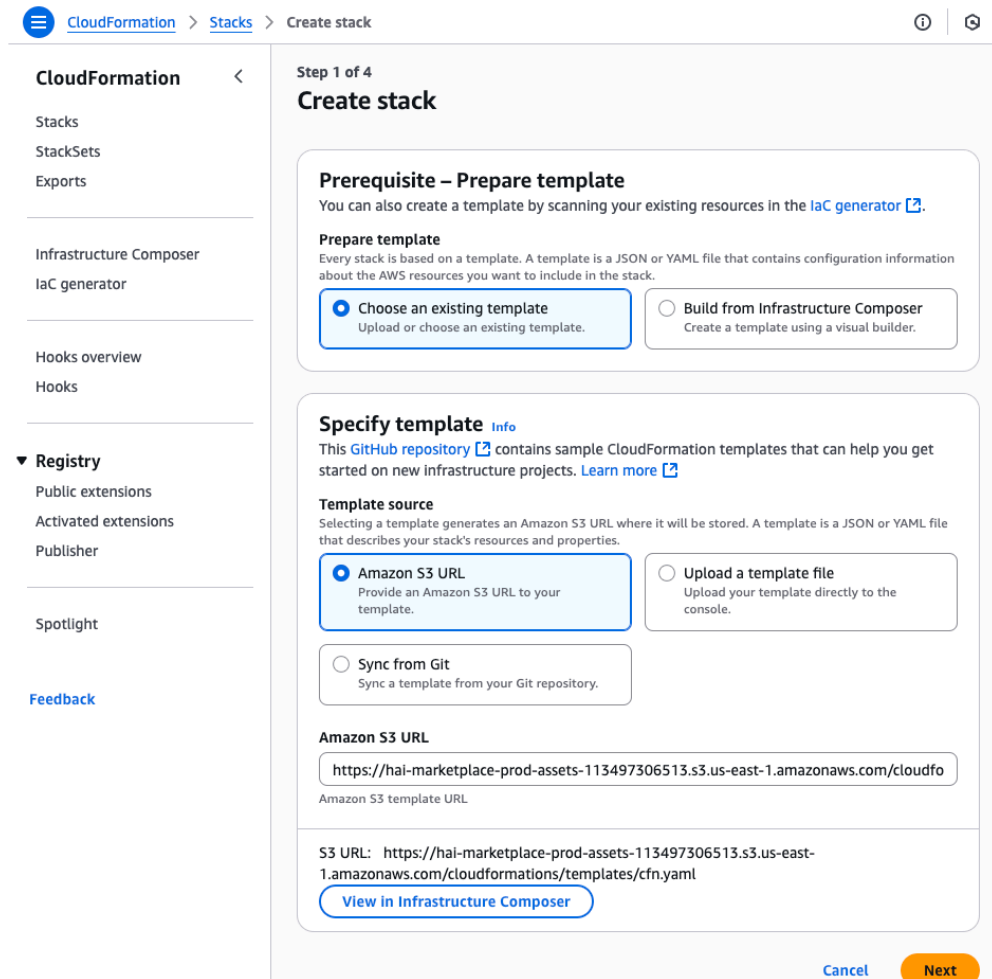 CloudFormation > Stacks > Create stack
CloudFormation
Stacks
StackSets
Exports
Infrastructure Composer
IaC generator
Hooks overview
Hooks
Registry
Public extensions
Activated extensions
Publisher
Spotlight
Feedback
Step 1 of 4
Create stack
Prerequisite – Prepare template
You can also create a template by scanning your existing resources in the IaC generator.
Prepare template
Every stack is based on a template. A template is a JSON or YAML file that contains configuration information
about the AWS resources you want to include in the stack.
Choose an existing template
Upload or choose an existing template.
Build from Infrastructure Composer
Create a template using a visual builder.
Specify template Info
This GitHub repository contains sample CloudFormation templates that can help you get
started on new infrastructure projects. Learn more
Template source
Selecting a template generates an Amazon S3 URL where it will be stored. A template is a JSON or YAML file
that describes your stack's resources and properties.
Amazon S3 URL
Provide an Amazon S3 URL to your
template.
Upload a template file
Upload your template directly to the
console.
Sync from Git
Sync a template from your Git repository.
Amazon S3 URL
https://hai-marketplace-prod-assets-113497306513.s3.us-east-1.amazonaws.com/cloudfo
Amazon S3 template URL
S3 URL: https://hai-marketplace-prod-assets-113497306513.s3.us-east-
1.amazonaws.com/cloudformations/templates/cfn.yaml
View in Infrastructure Composer
Cancel Next